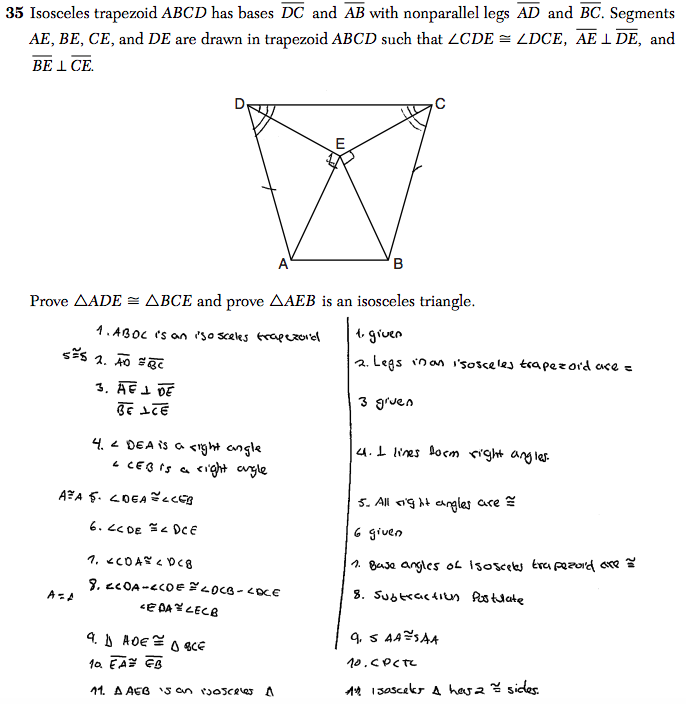 35 Isosceles trapezoid ABCD has bases DC and AB with nonparallel legs AD and BC. Segments
AE, BE, CE, and DE are drawn in trapezoid ABCD such that ∠CDE ≅ ∠DCE, AE ⊥ DE, and
BE ⊥ CE.
D C
E
A B
Prove △ADE ≅ △BCE and prove △AEB is an isosceles triangle.
1. ABDC is an isosceles trapezoid 1. given
S≅S 2. AD ≅ BC 2. Legs in an isosceles trapezoid are =
3. AE ⊥ DE 3 given
BE ⊥ CE
4. ∠ DEA is a right angle 4. ⊥ lines form right angles.
∠ CEB is a right angle
A≅A 5. ∠DEA ≅ ∠CEB 5. All right angles are ≅
6. ∠CDE ≅ ∠DCE 6 given
7. ∠CDA ≅ ∠DCB 7. Base angles of Isosceles trapezoid are ≅
A=A 8. ∠CDA-∠CDE ≅ ∠DCB-∠DCE 8. Subtraction Postulate
∠EDA ≅ ∠ECB
9. △ ADE ≅ △ BCE 9. SAA≅SAA
10. EA ≅ EB 10. CPCTC
11. △ AEB is an isosceles △ 11. isosceles △ has 2 ≅ sides.